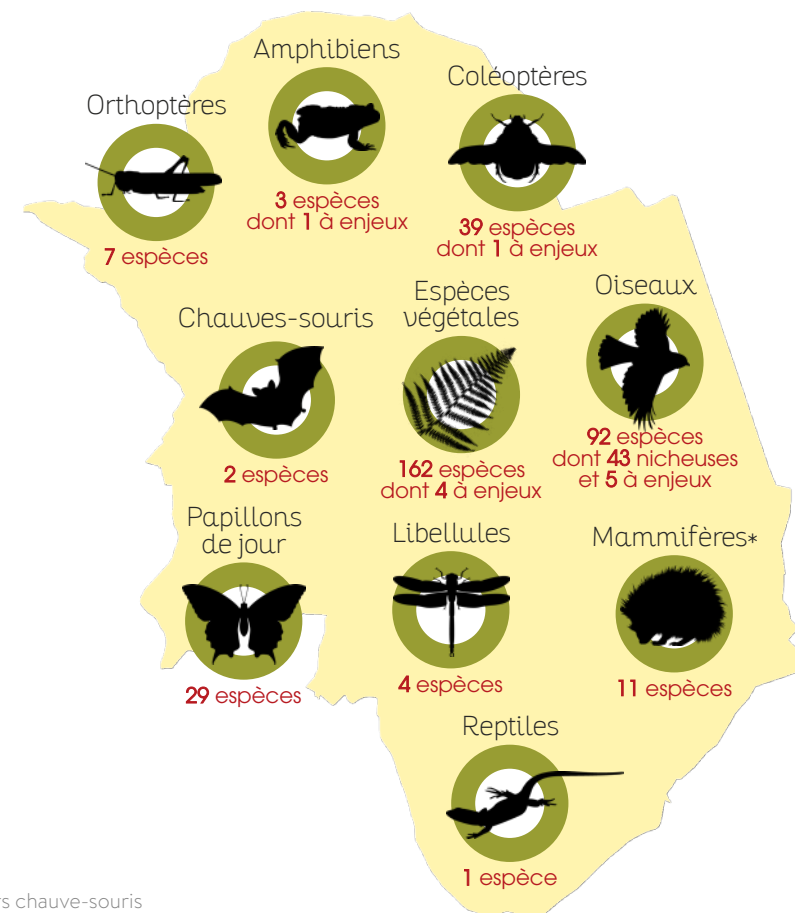 Amphibiens
3 espèces
dont 1 à enjeux
Coléoptères
39 espèces
dont 1 à enjeux
Orthoptères
7 espèces
Chauves-souris
2 espèces
Espèces
végétales
162 espèces
dont 4 à enjeux
Oiseaux
92 espèces
dont 43 nicheuses
et 5 à enjeux
Papillons
de jour
29 espèces
Libellules
4 espèces
Mammifères*
11 espèces
Reptiles
1 espèce
chauve-souris